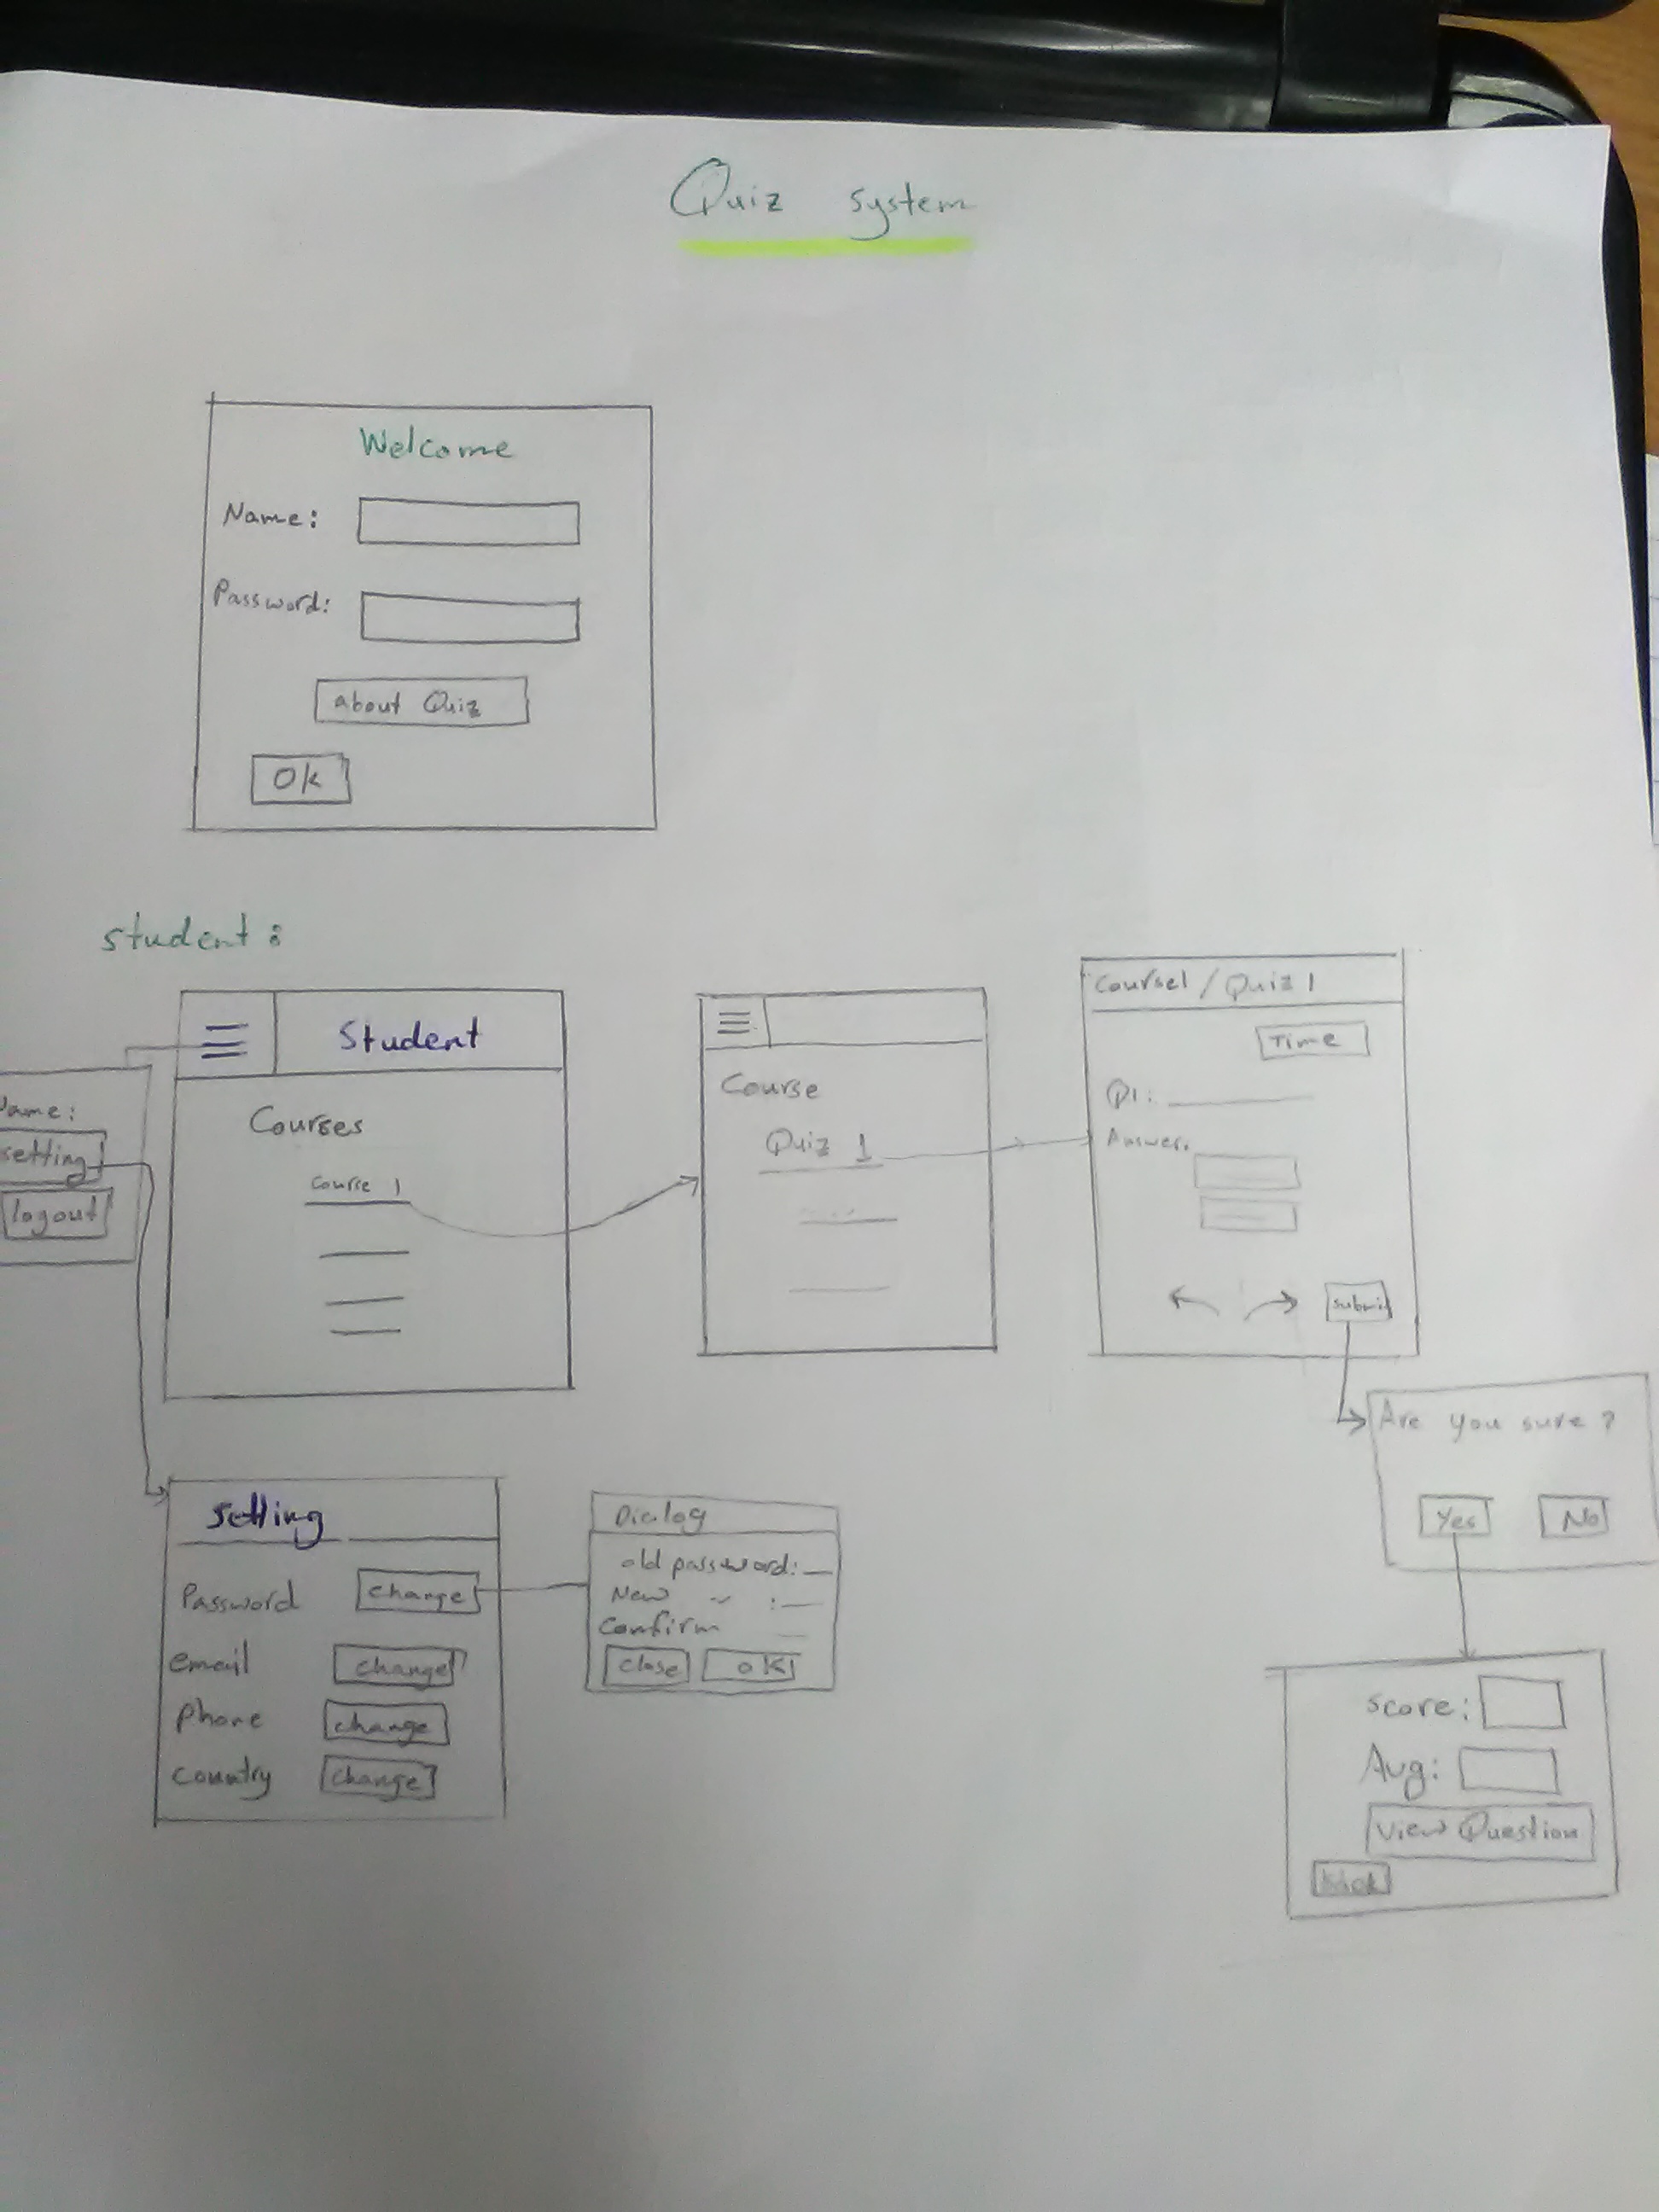 Quiz system
Welcome
Name:
Password:
about Quiz
Ok
student:
Student
Courses
Course 1
Name:
setting
logout
Course
Quiz 1
Course1 / Quiz 1
Time
Q1:
Answer.
submit
Are you sure?
Yes
No
Setting
Password change
email change
Phone change
Country change
Dialog
old password:
New " :
Confirm
Close OK
score:
Avg:
View Question
back